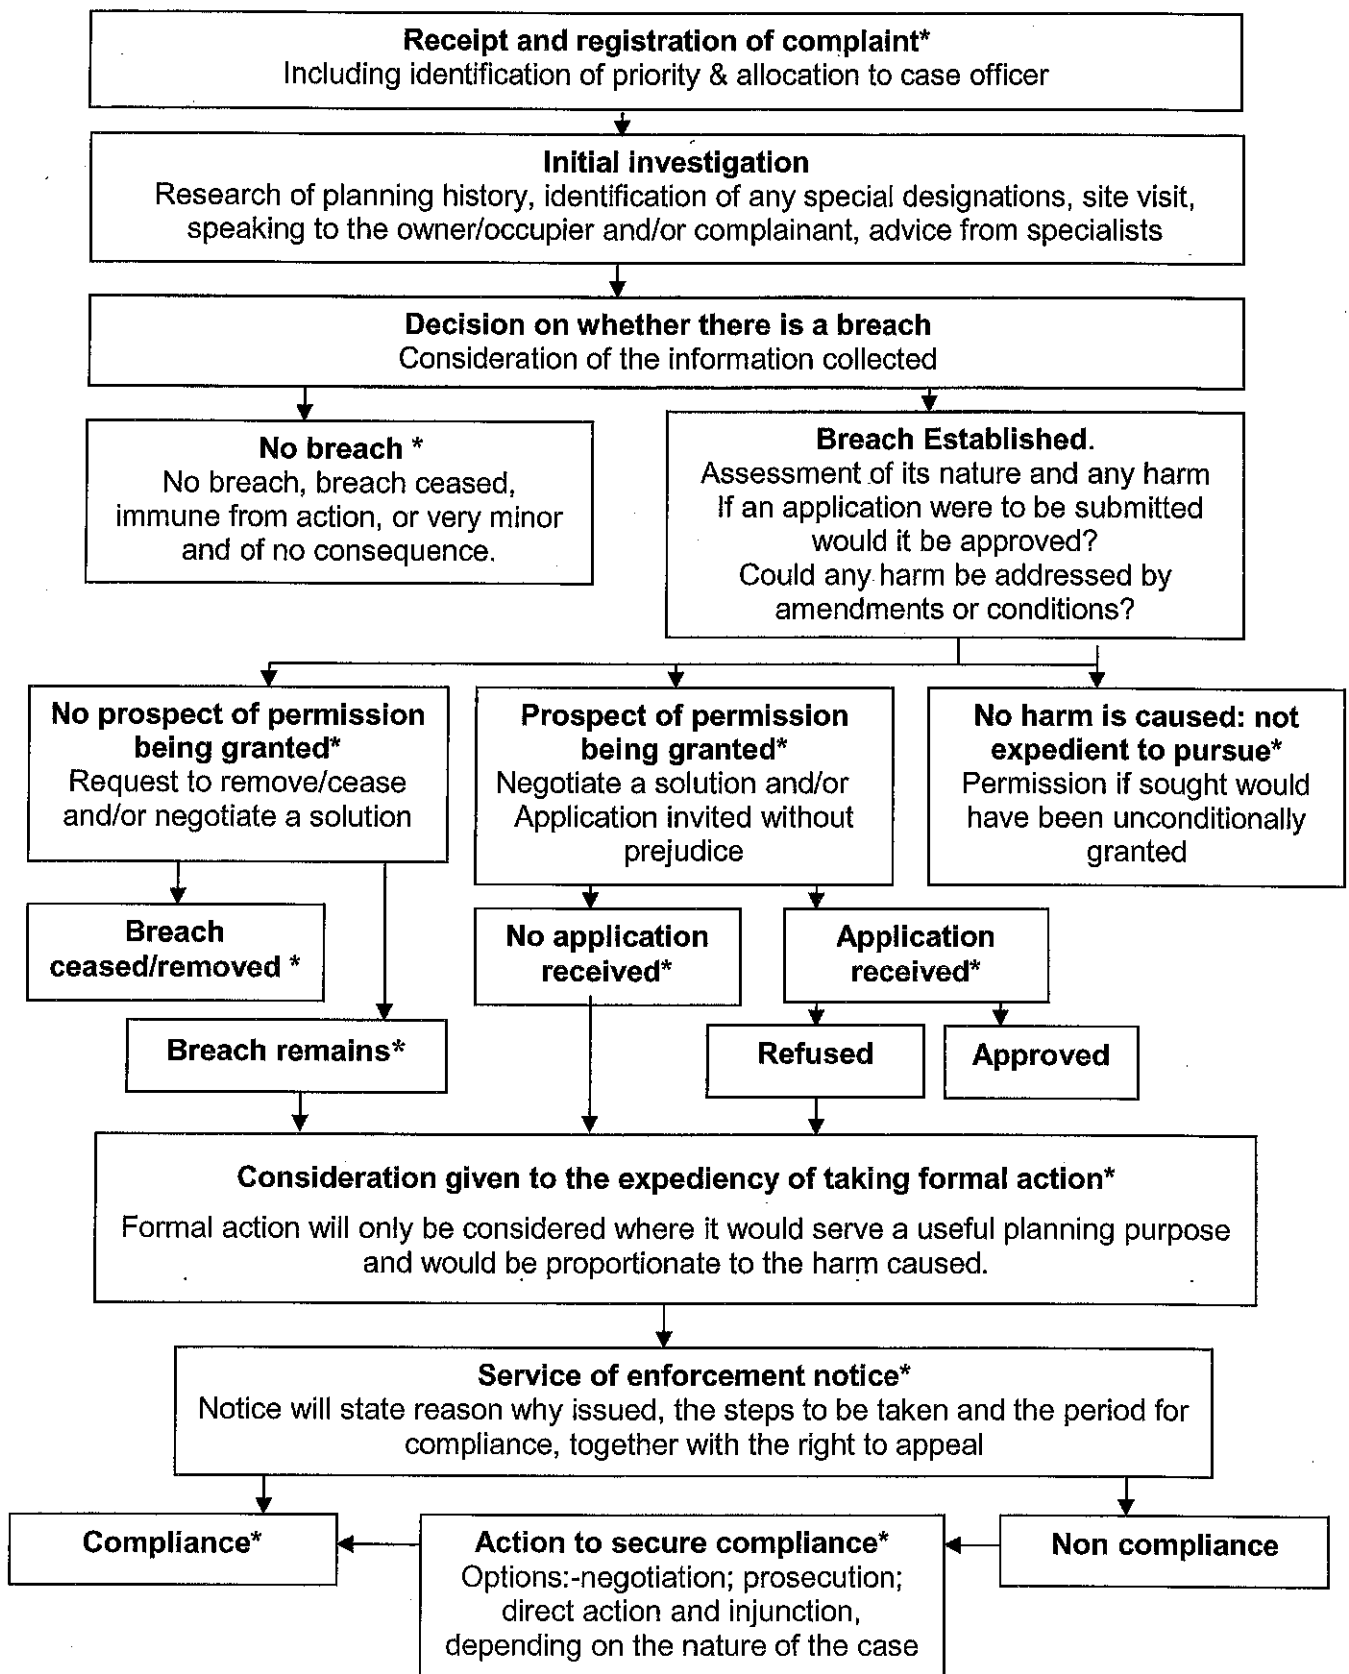 Receipt and registration of complaint*
Including identification of priority & allocation to case officer
Initial investigation
Research of planning history, identification of any special designations, site visit,
speaking to the owner/occupier and/or complainant, advice from specialists
Decision on whether there is a breach
Consideration of the information collected
No breach *
No breach, breach ceased,
immune from action, or very minor
and of no consequence.
Breach Established.
Assessment of its nature and any harm
If an application were to be submitted
would it be approved?
Could any harm be addressed by
amendments or conditions?
No prospect of permission
being granted*
Request to remove/cease
and/or negotiate a solution
Prospect of permission
being granted*
Negotiate a solution and/or
Application invited without
prejudice
No harm is caused: not
expedient to pursue*
Permission if sought would
have been unconditionally
granted
Breach
ceased/removed *
No application
received*
Application
received*
Breach remains*
Refused
Approved
Consideration given to the expediency of taking formal action*
Formal action will only be considered where it would serve a useful planning purpose
and would be proportionate to the harm caused.
Service of enforcement notice*
Notice will state reason why issued, the steps to be taken and the period for
compliance, together with the right to appeal
Compliance*
Action to secure compliance*
Options:-negotiation; prosecution;
direct action and injunction,
depending on the nature of the case
Non compliance